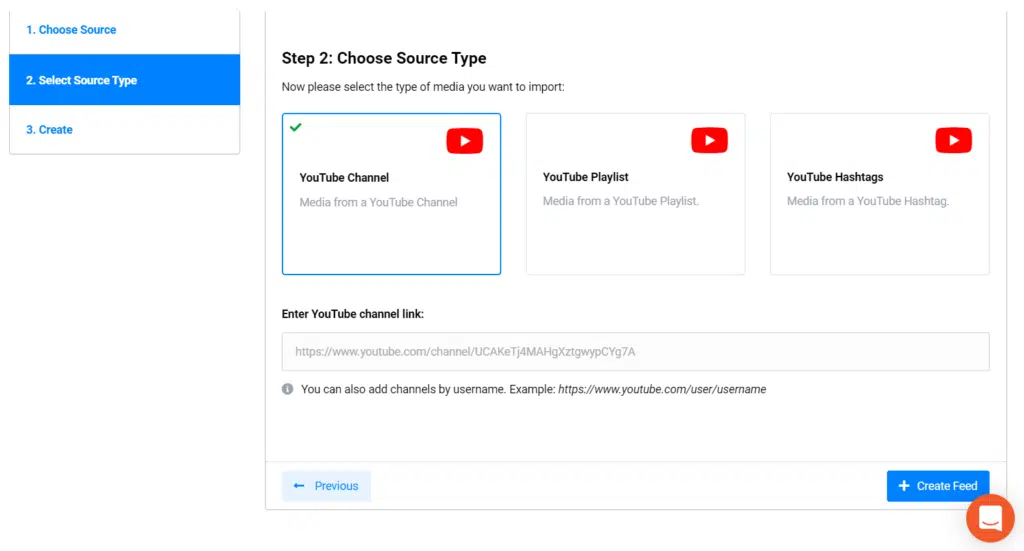 1. Choose Source
2. Select Source Type
3. Create
Step 2: Choose Source Type
Now please select the type of media you want to import:
YouTube Channel
Media from a YouTube Channel
YouTube Playlist
Media from a YouTube Playlist.
YouTube Hashtags
Media from a YouTube Hashtag.
Enter YouTube channel link:
https://www.youtube.com/channel/UCAKeTj4MAHgXztgwypCYg7A
You can also add channels by username. Example: https://www.youtube.com/user/username
Previous
Create Feed